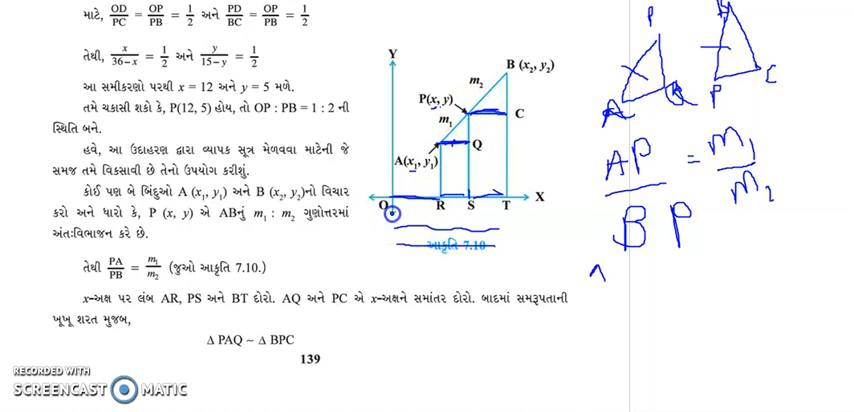 માટે, OD/PC = OP/PB = 1/2 અને PD/BC = OP/PB = 1/2
તેથી, x/36–x = 1/2 અને y/15–y = 1/2
આ સમીકરણો પરથી x = 12 અને y = 5 મળે.
તમે ચકાસી શકો કે, P(12, 5) હોય, તો OP : PB = 1 : 2 ની
સ્થિતિ બને.
હવે, આ ઉદાહરણ દ્વારા વ્યાપક સૂત્ર મેળવવા માટેની જે
સમજ તમે વિકસાવી છે તેનો ઉપયોગ કરીશું.
કોઈ પણ બે બિંદુઓ A (x₁, y₁) અને B (x₂, y₂)નો વિચાર
કરો અને ધારો કે, P (x, y) એ ABનું m₁ : m₂ ગુણોત્તરમાં
અંતઃવિભાજન કરે છે.
તેથી PA/PB = m₁/m₂ (જુઓ આકૃતિ 7.10.)
x–અક્ષ પર લંબ AR, PS અને BT દોરો. AQ અને PC એ x–અક્ષને સમાંતર દોરો. બાદમાં સમરૂપતાની
ખૂખૂ શરત મુજબ,
Δ PAQ ~ Δ BPC
139
Y
B (x₂, y₂)
m₂
P(x, y)
m₁
C
Q
A(x₁, y₁)
O R S T X
આકૃતિ 7.10
P
B
A
Q
P
C
AP/BP = m₁/m₂
RECORDED WITH
SCREENCAST MATIC